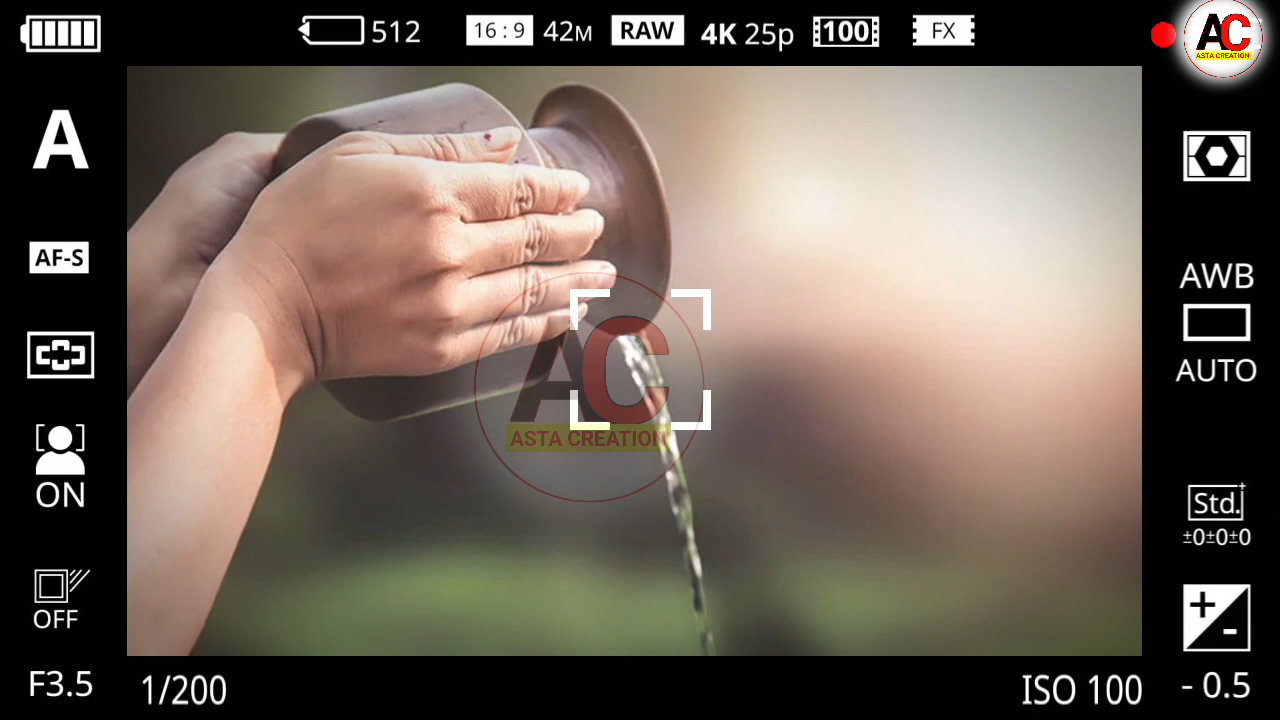 512
16 : 9
42M
RAW
4K 25p
100
FX
AC
ASTA CREATION
A
AF-S
AWB
AUTO
ON
Std.+
±0±0±0
OFF
AC
ASTA CREATION
F3.5
1/200
ISO 100
- 0.5